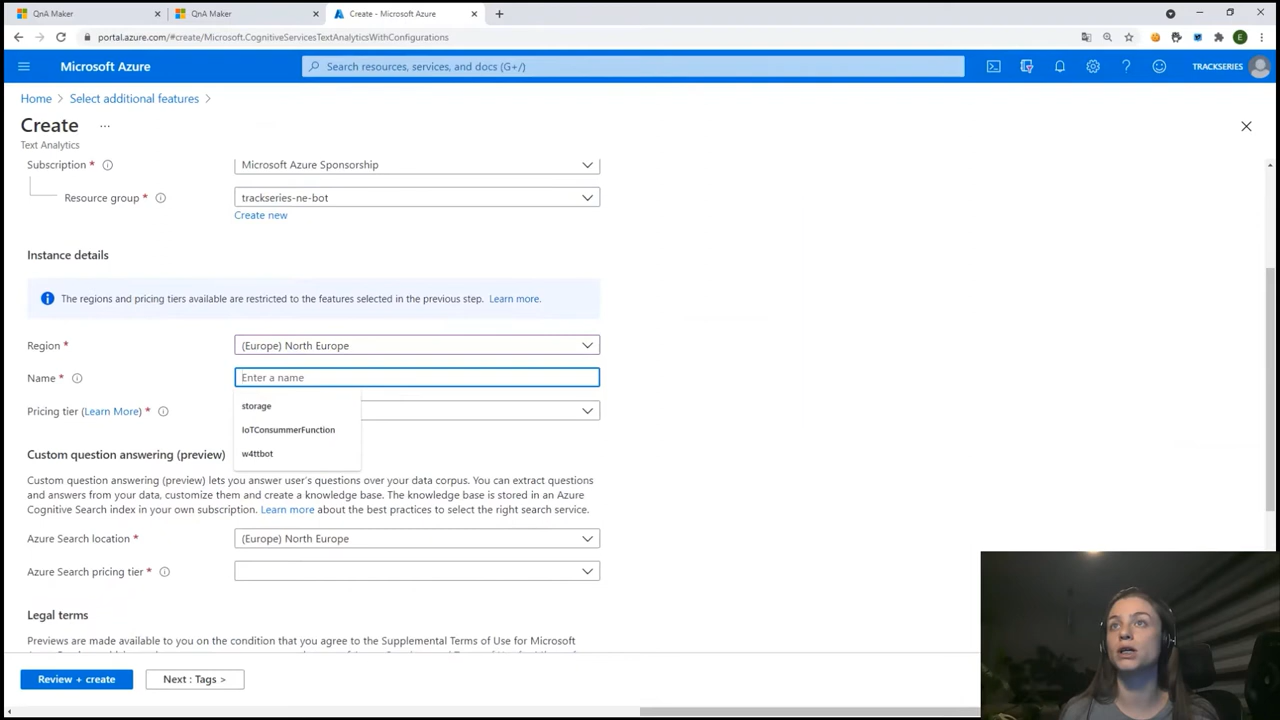 QnA Maker
QnA Maker
Create - Microsoft Azure
portal.azure.com/#create/Microsoft.CognitiveServicesTextAnalyticsWithConfigurations
E
Microsoft Azure
Search resources, services, and docs (G+/)
TRACKSERIES
Home > Select additional features >
Create ...
Text Analytics
Subscription *
Microsoft Azure Sponsorship
Resource group *
trackseries-ne-bot
Create new
Instance details
The regions and pricing tiers available are restricted to the features selected in the previous step. Learn more.
Region *
(Europe) North Europe
Name *
Enter a name
storage
IoTConsummerFunction
w4ttbot
Pricing tier (Learn More) *
Custom question answering (preview)
Custom question answering (preview) lets you answer user's questions over your data corpus. You can extract questions
and answers from your data, customize them and create a knowledge base. The knowledge base is stored in an Azure
Cognitive Search index in your own subscription. Learn more about the best practices to select the right search service.
Azure Search location *
(Europe) North Europe
Azure Search pricing tier *
Legal terms
Previews are made available to you on the condition that you agree to the Supplemental Terms of Use for Microsoft
Review + create
Next : Tags >